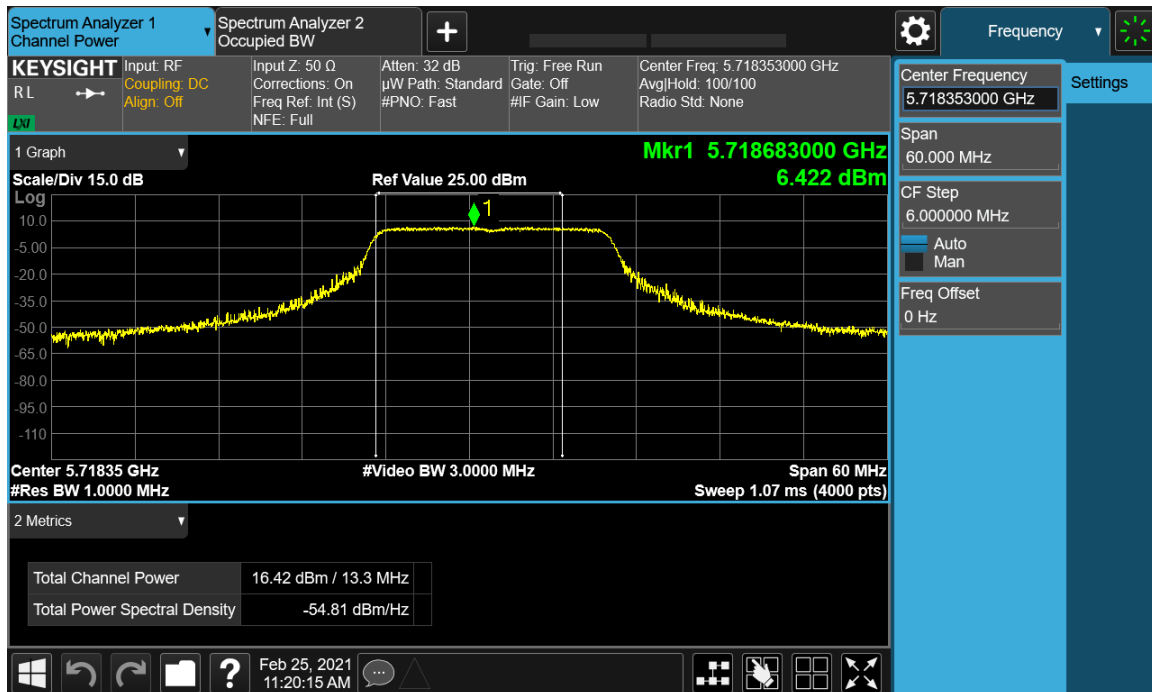 Spectrum Analyzer 1
Channel Power
Spectrum Analyzer 2
Occupied BW
+
Frequency
KEYSIGHT
R L
LXI
Input: RF
Coupling: DC
Align: Off
Input Z: 50 Ω
Corrections: On
Freq Ref: Int (S)
NFE: Full
Atten: 32 dB
µW Path: Standard
#PNO: Fast
Trig: Free Run
Gate: Off
#IF Gain: Low
Center Freq: 5.718353000 GHz
Avg|Hold: 100/100
Radio Std: None
Center Frequency
5.718353000 GHz
Settings
Span
60.000 MHz
CF Step
6.000000 MHz
Auto
Man
Freq Offset
0 Hz
1 Graph
Mkr1 5.718683000 GHz
6.422 dBm
Scale/Div 15.0 dB
Ref Value 25.00 dBm
Log
10.0
-5.00
-20.0
-35.0
-50.0
-65.0
-80.0
-95.0
-110
1
Center 5.71835 GHz
#Video BW 3.0000 MHz
Span 60 MHz
#Res BW 1.0000 MHz
Sweep 1.07 ms (4000 pts)
2 Metrics
Total Channel Power
16.42 dBm / 13.3 MHz
Total Power Spectral Density
-54.81 dBm/Hz
?
Feb 25, 2021
11:20:15 AM